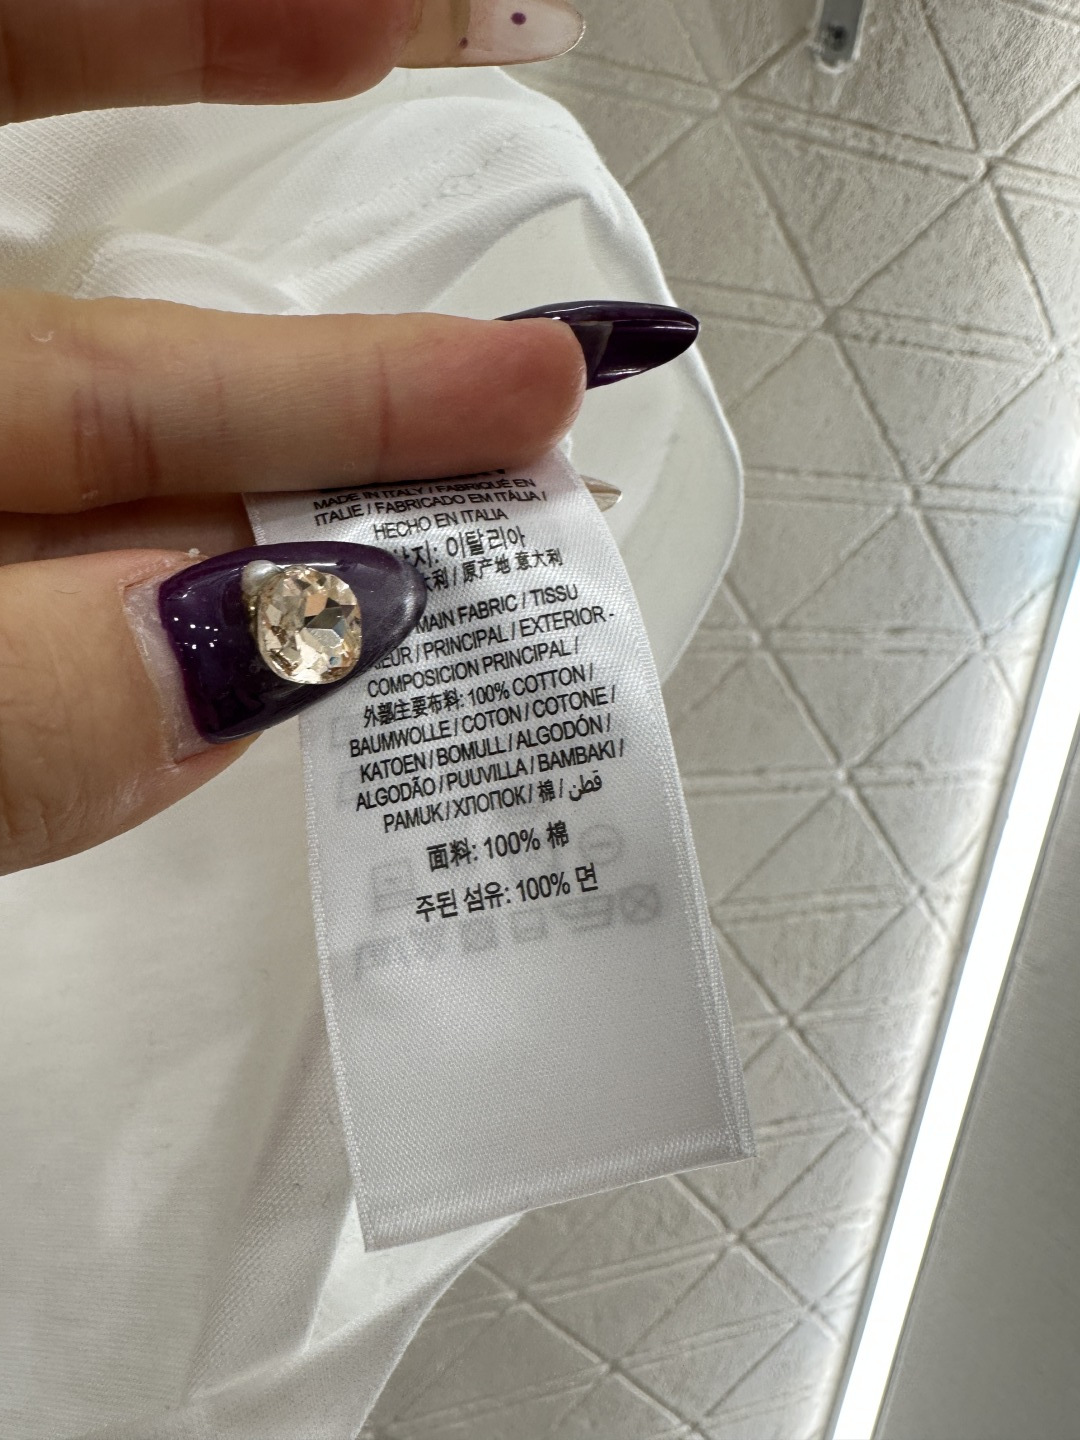 MADE IN ITALY / FABRIQUÉ EN
ITALIE / FABRICADO EM ITÁLIA /
HECHO EN ITALIA
이탈리아
原产地 意大利
MAIN FABRIC / TISSU
/ PRINCIPAL / EXTERIOR -
COMPOSICION PRINCIPAL /
外部主要布料: 100% COTTON /
BAUMWOLLE / COTON / COTONE /
KATOEN / BOMULL / ALGODÓN /
ALGODÃO / PUUVILLA / BAMBAKI /
PAMUK / ХЛОПОК / 棉 / قطن
面料: 100% 棉
주된 섬유: 100% 면